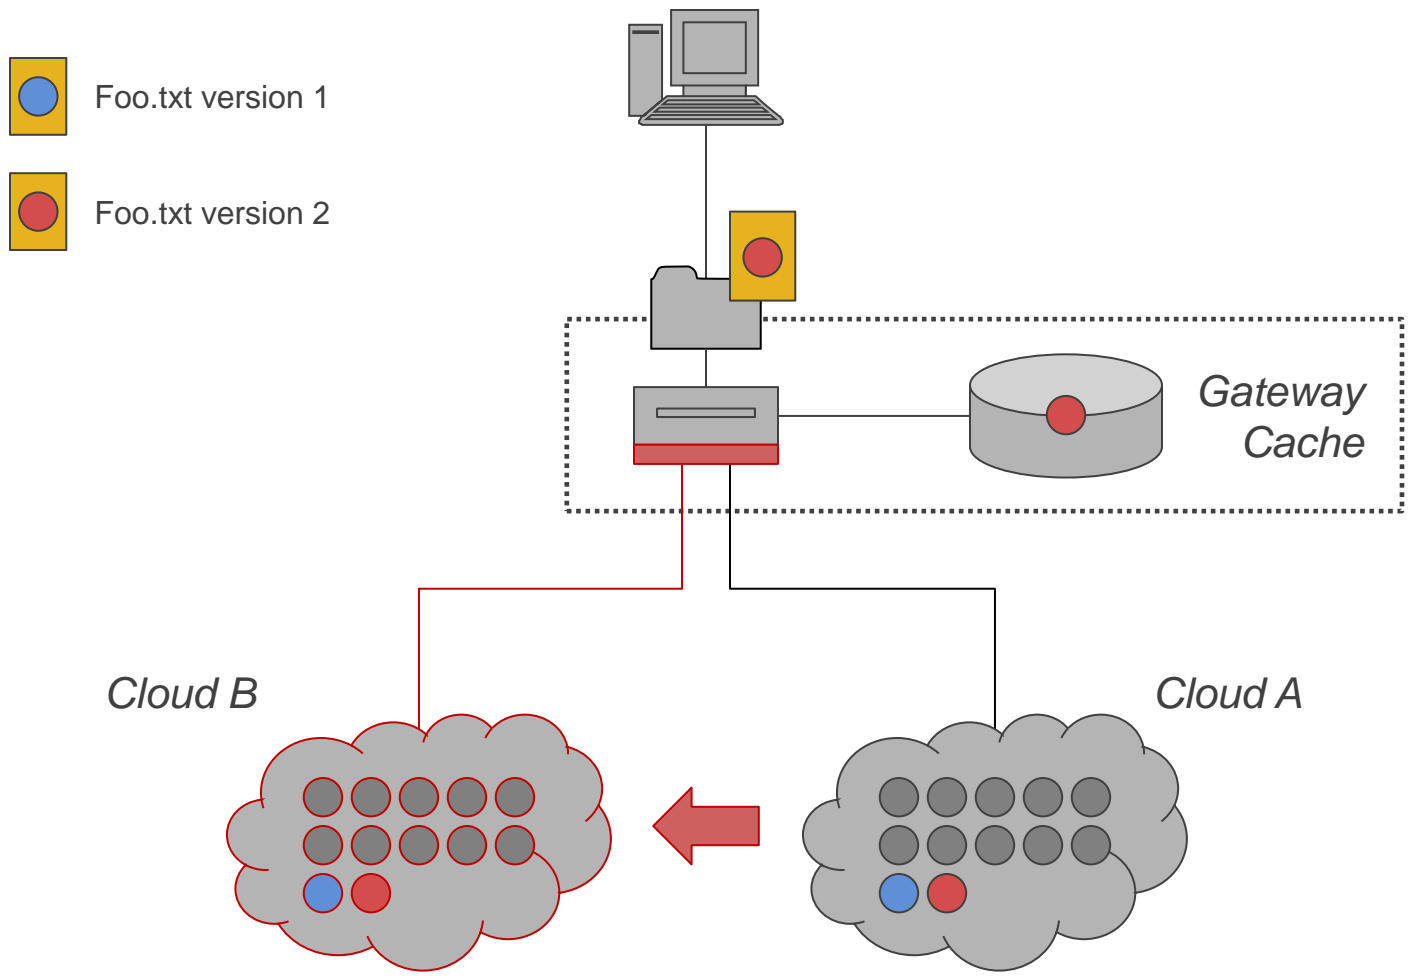 Foo.txt version 1
Foo.txt version 2
Gateway
Cache
Cloud B
Cloud A